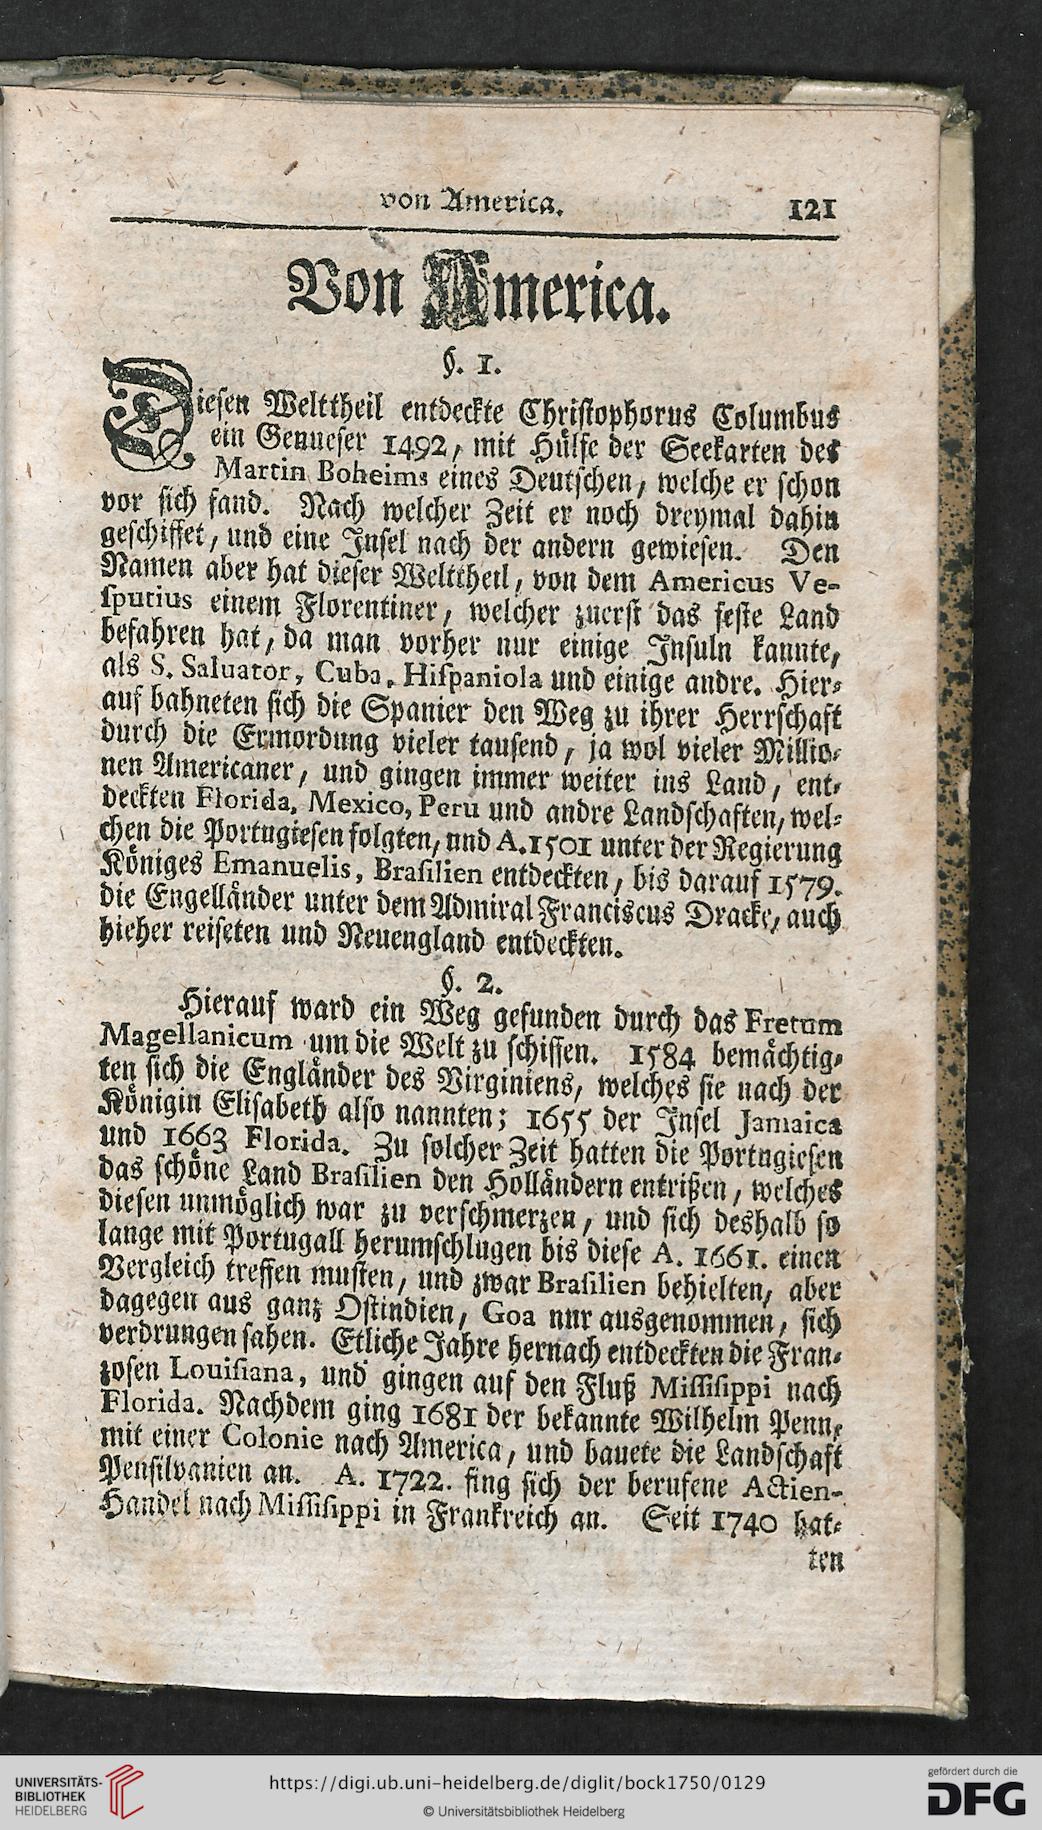 von America.
121
Von America.
§. 1.
Diesen Welttheil entdeckte Christophorus Columbus
ein Genueser 1492, mit Hülfe der Seekarten des
Martin Boheims eines Deutschen, welche er schon
vor sich fand. Nach welcher Zeit er noch dreymal dahin
geschiffet, und eine Insel nach der andern gewiesen. Den
Namen aber hat dieser Welttheil, von dem Americus Ve-
sputius einem Florentiner, welcher zuerst das feste Land
befahren hat, da man vorher nur einige Insuln kannte,
als S. Saluator, Cuba, Hispaniola und einige andre. Hier-
auf bahneten sich die Spanier den Weg zu ihrer Herrschaft
durch die Ermordung vieler tausend, ja wol vieler Millio-
nen Americaner, und gingen immer weiter ins Land, ent-
deckten Florida, Mexico, Peru und andre Landschaften, wel-
chen die Portugiesen folgten, und A. 1501 unter der Regierung
Königes Emanuelis, Brasilien entdeckten, bis darauf 1579.
die Engelländer unter dem Admiral Franciscus Dracke, auch
hieher reiseten und Neuengland entdeckten.
§. 2.
Hierauf ward ein Weg gefunden durch das Fretum
Magellanicum um die Welt zu schiffen. 1584 bemächtig-
ten sich die Engländer des Virginiens, welches sie nach der
Königin Elisabeth also nannten; 1655 der Insel Jamaica
und 1663 Florida. Zu solcher Zeit hatten die Portugiesen
das schöne Land Brasilien den Holländern entrißen, welches
diesen unmöglich war zu verschmerzen, und sich deshalb so
lange mit Portugall herumschlugen bis diese A. 1661. einen
Vergleich treffen musten, und zwar Brasilien behielten, aber
dagegen aus ganz Ostindien, Goa nur ausgenommen, sich
verdrungen sahen. Etliche Jahre hernach entdeckten die Fran-
zosen Louisiana, und gingen auf den Fluß Missisippi nach
Florida. Nachdem ging 1681 der bekannte Wilhelm Penn,
mit einer Colonie nach America, und bauete die Landschaft
Pensilvanien an. A. 1722. fing sich der berufene Actien-
Handel nach Missisippi in Frankreich an. Seit 1740 hat-
ten
UNIVERSITÄTS-
BIBLIOTHEK
HEIDELBERG
https://digi.ub.uni-heidelberg.de/diglit/bock1750/0129
© Universitätsbibliothek Heidelberg
gefördert durch die
DFG